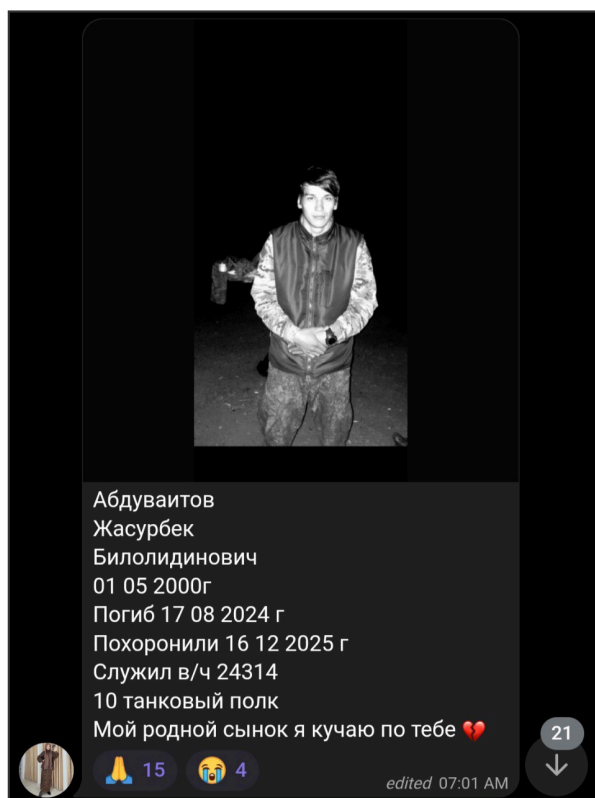 Абдуваитов
Жасурбек
Билолидинович
01 05 2000г
Погиб 17 08 2024 г
Похоронили 16 12 2025 г
Служил в/ч 24314
10 танковый полк
Мой родной сынок я кучаю по тебе 💔
🙏 15 😭 4
edited 07:01 AM
21